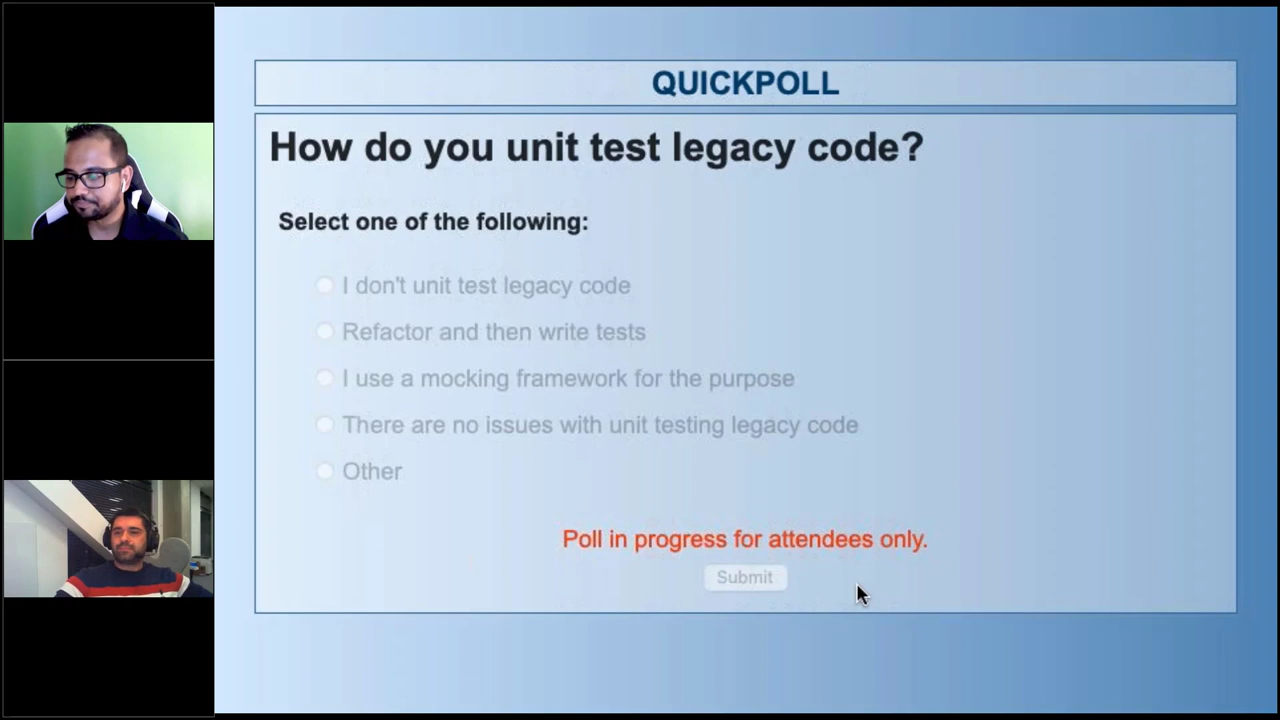 QUICKPOLL
How do you unit test legacy code?
Select one of the following:
I don't unit test legacy code
Refactor and then write tests
I use a mocking framework for the purpose
There are no issues with unit testing legacy code
Other
Poll in progress for attendees only.
Submit